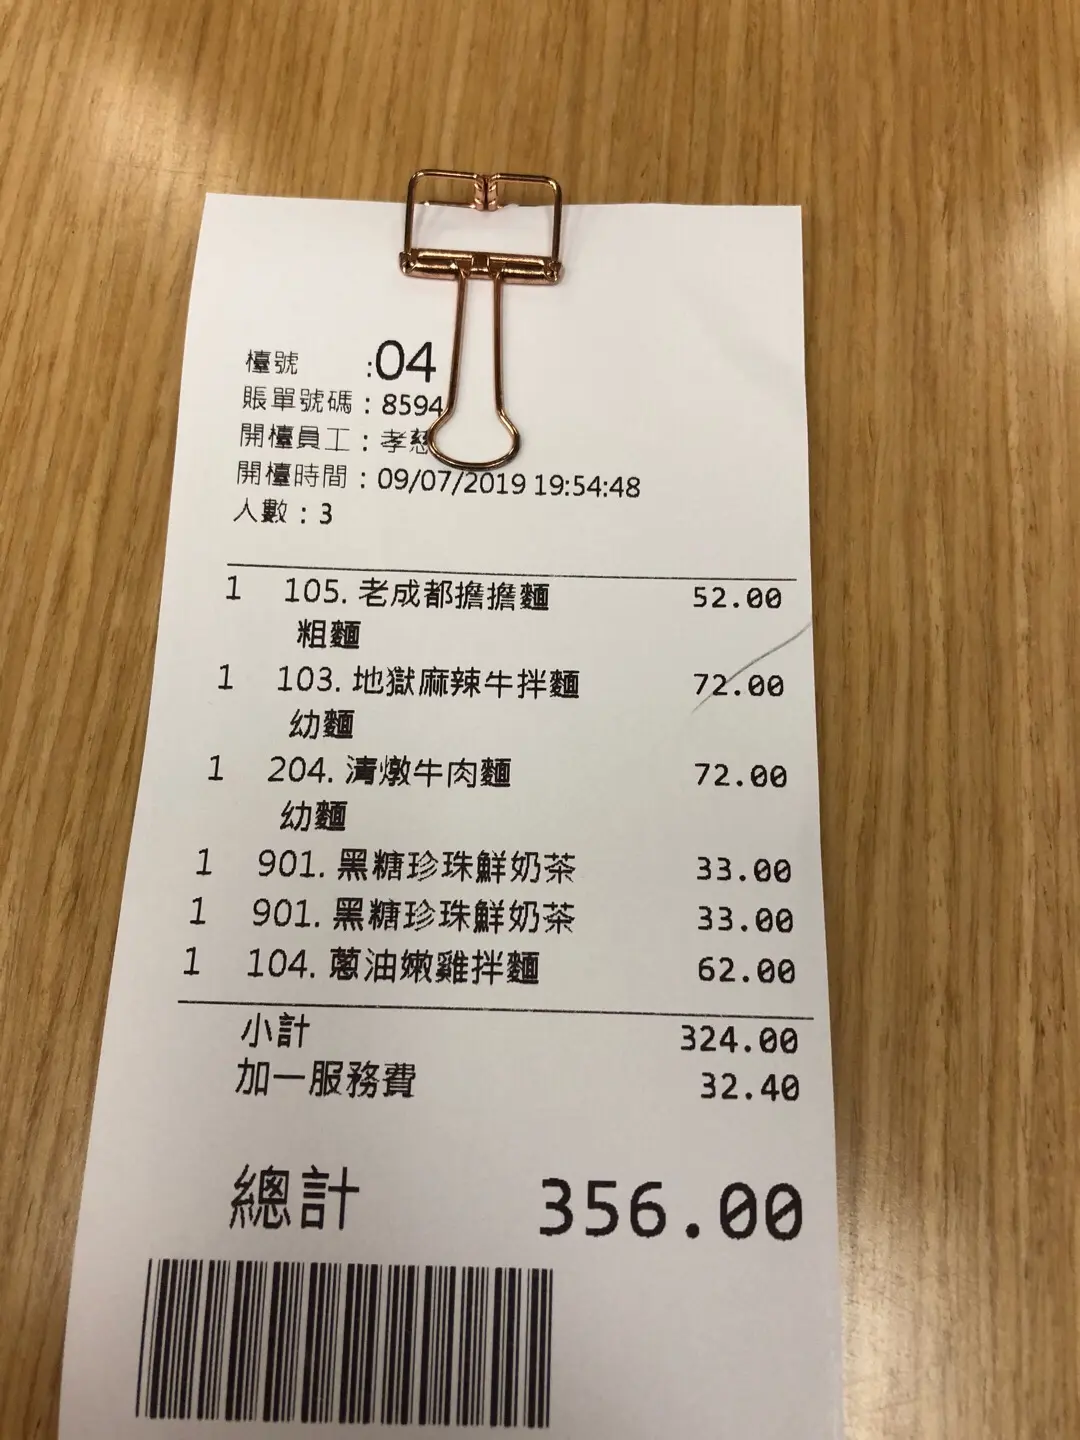 檯號 :04
賬單號碼：8594
開檯員工：孝慈
開檯時間：09/07/2019 19:54:48
人數：3
1 105. 老成都擔擔麵 52.00
粗麵
1 103. 地獄麻辣牛拌麵 72.00
幼麵
1 204. 清燉牛肉麵 72.00
幼麵
1 901. 黑糖珍珠鮮奶茶 33.00
1 901. 黑糖珍珠鮮奶茶 33.00
1 104. 蔥油嫩雞拌麵 62.00
小計 324.00
加一服務費 32.40
總計 356.00